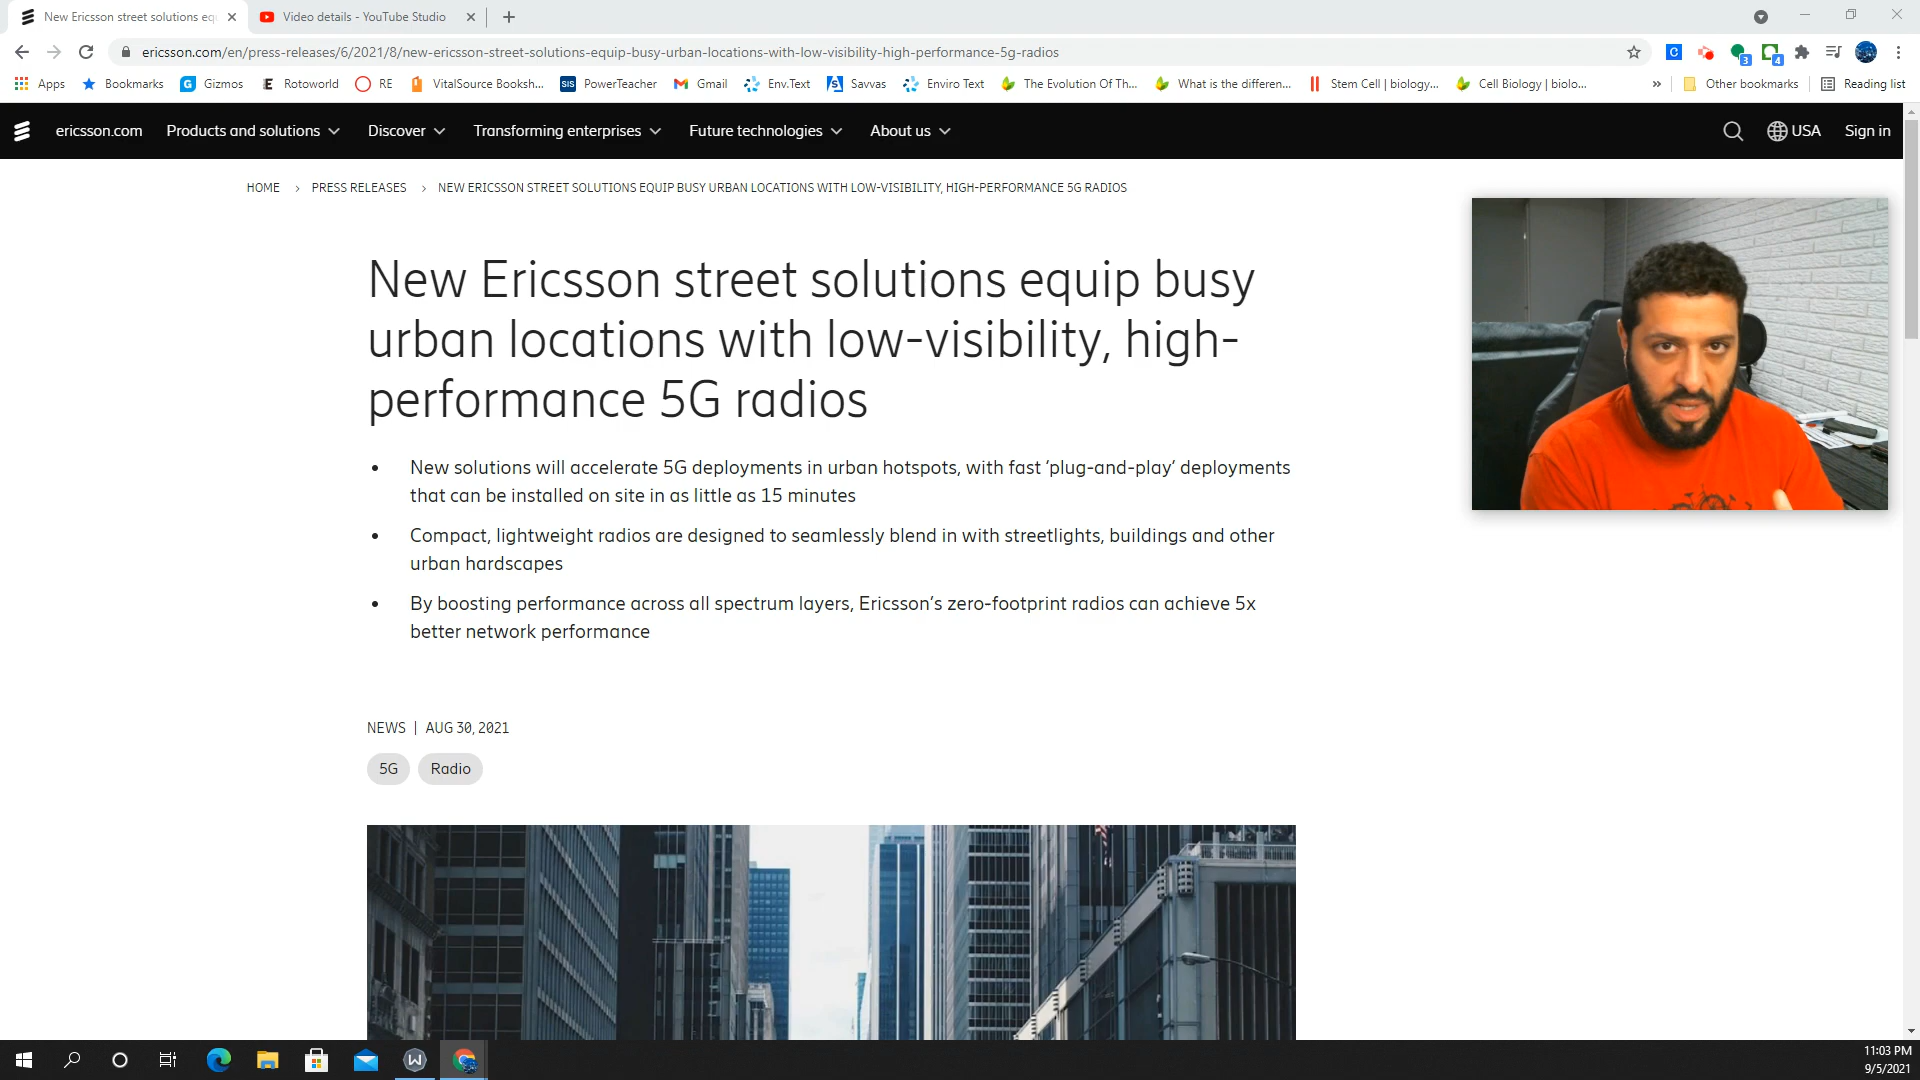 New Ericsson street solutions eq
Video details - YouTube Studio
ericsson.com/en/press-releases/6/2021/8/new-ericsson-street-solutions-equip-busy-urban-locations-with-low-visibility-high-performance-5g-radios
C
3
4
Apps
Bookmarks
G
Gizmos
E
Rotoworld
RE
VitalSource Booksh...
SIS
PowerTeacher
Gmail
Env.Text
S
Savvas
Enviro Text
The Evolution Of Th...
What is the differen...
Stem Cell | biology...
Cell Biology | biolo...
»
Other bookmarks
Reading list
ericsson.com
Products and solutions
Discover
Transforming enterprises
Future technologies
About us
USA
Sign in
HOME > PRESS RELEASES > NEW ERICSSON STREET SOLUTIONS EQUIP BUSY URBAN LOCATIONS WITH LOW-VISIBILITY, HIGH-PERFORMANCE 5G RADIOS
New Ericsson street solutions equip busy
urban locations with low-visibility, high-
performance 5G radios
• New solutions will accelerate 5G deployments in urban hotspots, with fast ‘plug-and-play’ deployments
that can be installed on site in as little as 15 minutes
• Compact, lightweight radios are designed to seamlessly blend in with streetlights, buildings and other
urban hardscapes
• By boosting performance across all spectrum layers, Ericsson’s zero-footprint radios can achieve 5x
better network performance
NEWS | AUG 30, 2021
5G
Radio
W
11:03 PM
9/5/2021